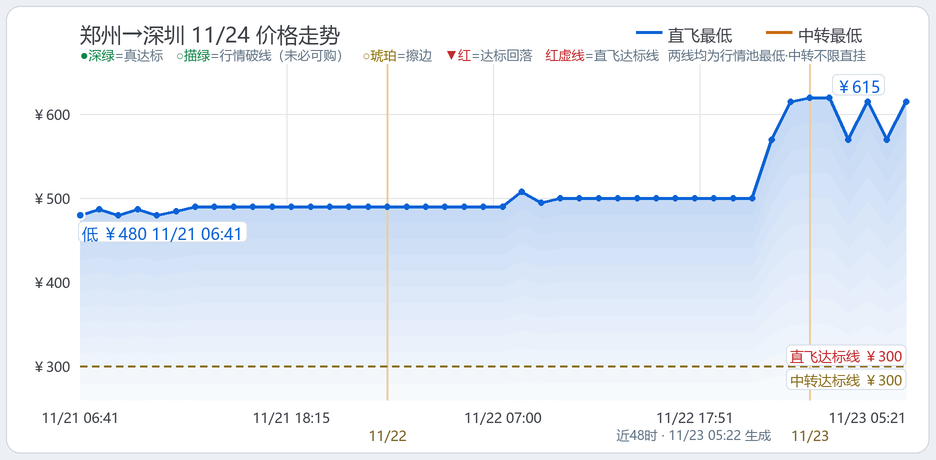 郑州→深圳 11/24 价格走势
直飞最低 中转最低
●深绿=真达标 ○描绿=行情破线（未必可购） ○琥珀=擦边 ▼红=达标回落 红虚线=直飞达标线 两线均为行情池最低·中转不限直挂
¥615
¥600
¥500
低 ¥480 11/21 06:41
¥400
直飞达标线 ¥300
¥300
中转达标线 ¥300
11/21 06:41 11/21 18:15 11/22 07:00 11/22 17:51 11/23 05:21
11/22 近48时 · 11/23 05:22 生成 11/23